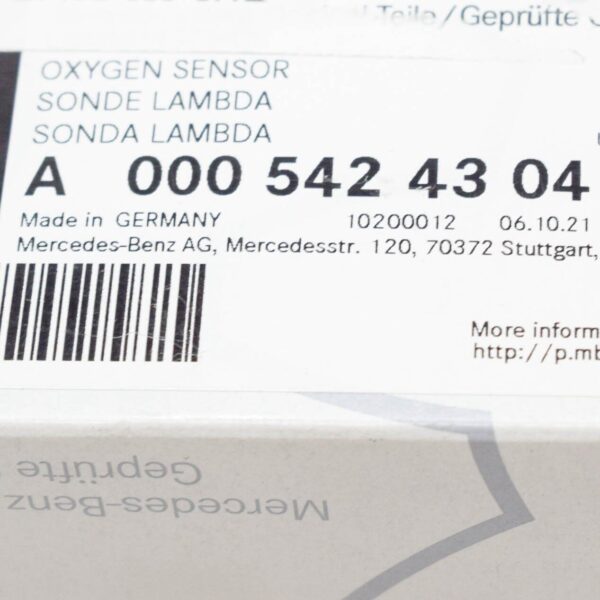 Teile/Geprüfte
OXYGEN SENSOR
SONDE LAMBDA
SONDA LAMBDA
A 000 542 43 04
Made in GERMANY 10200012 06.10.21
Mercedes-Benz AG, Mercedesstr. 120, 70372 Stuttgart,
More inform
http://p.mb
Geprüfte
Mercedes-Benz